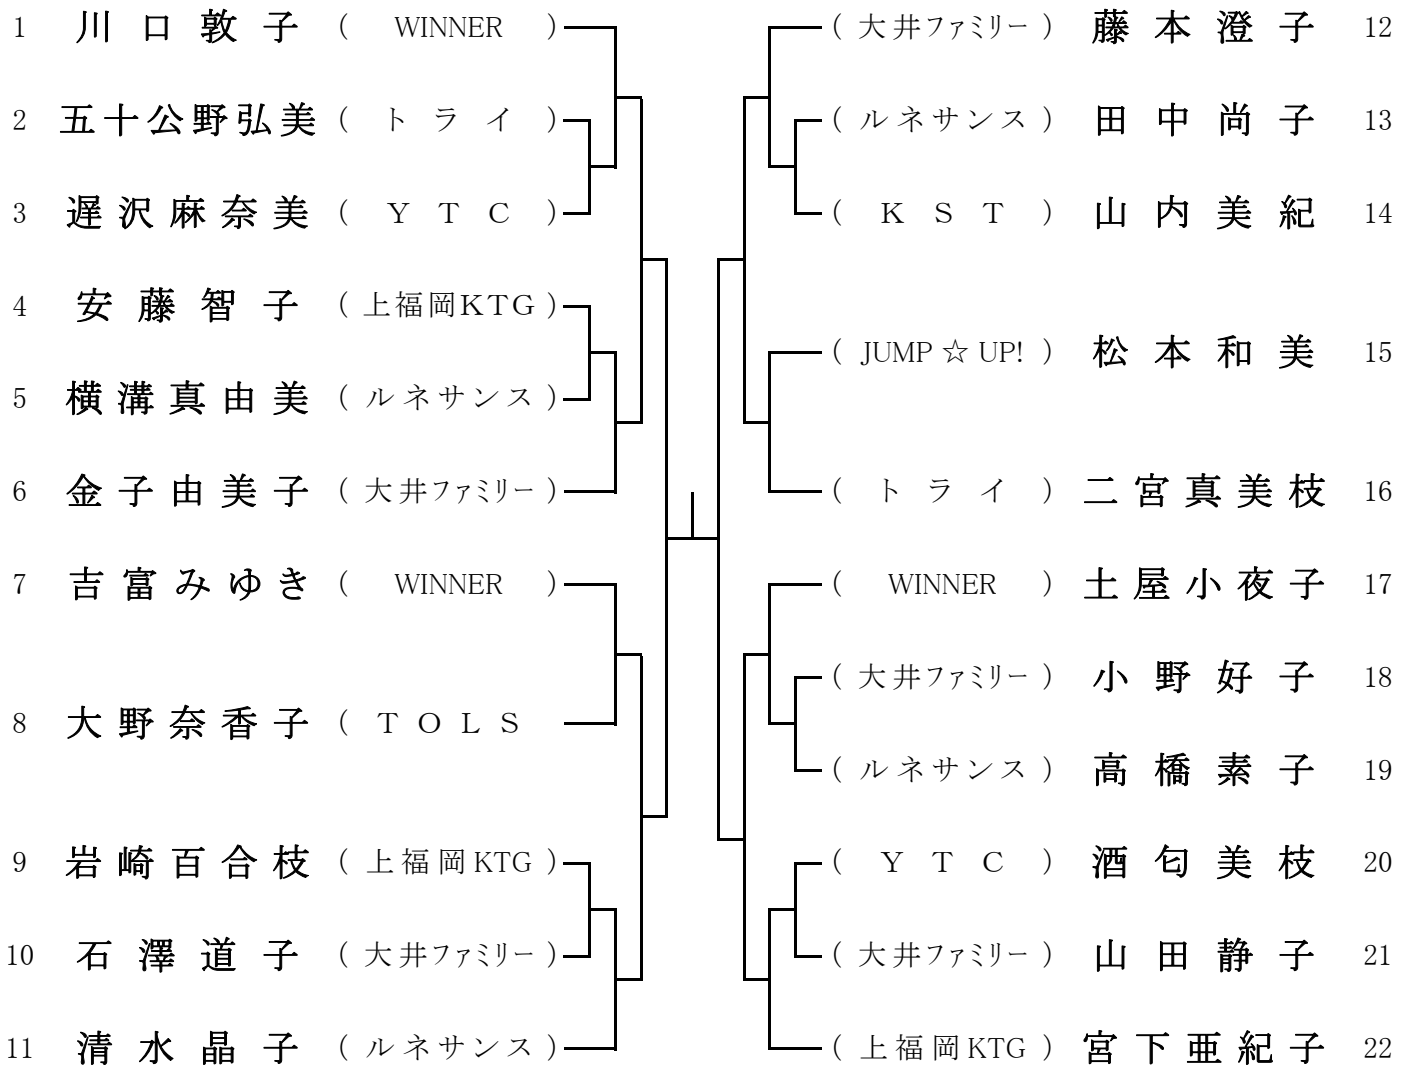 1 川口敦子 ( WINNER )
2 五十公野弘美 ( トライ )
3 遅沢麻奈美 ( ＹＴＣ )
4 安藤智子 ( 上福岡KTG )
5 横溝真由美 ( ルネサンス )
6 金子由美子 ( 大井ファミリー )
7 吉富みゆき ( WINNER )
8 大野奈香子 ( ＴＯＬＳ
9 岩崎百合枝 ( 上福岡KTG )
10 石澤道子 ( 大井ファミリー )
11 清水晶子 ( ルネサンス )
( 大井ファミリー ) 藤本澄子 12
( ルネサンス ) 田中尚子 13
( ＫＳＴ ) 山内美紀 14
( JUMP☆UP! ) 松本和美 15
( トライ ) 二宮真美枝 16
( WINNER ) 土屋小夜子 17
( 大井ファミリー ) 小野好子 18
( ルネサンス ) 高橋素子 19
( ＹＴＣ ) 酒匂美枝 20
( 大井ファミリー ) 山田静子 21
( 上福岡KTG ) 宮下亜紀子 22